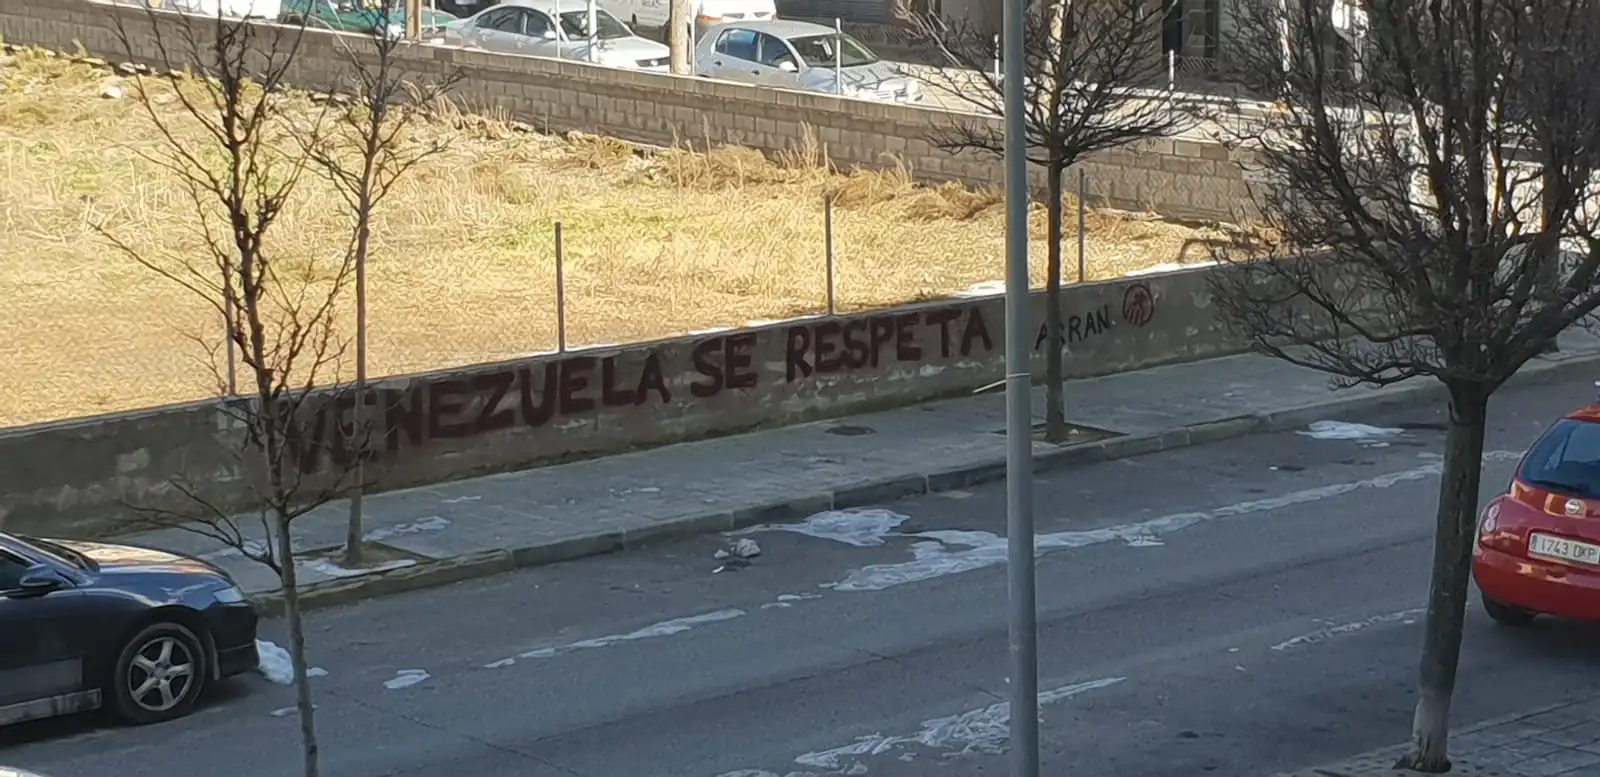 VENEZUELA SE RESPETA ARRAN
1743 DKP